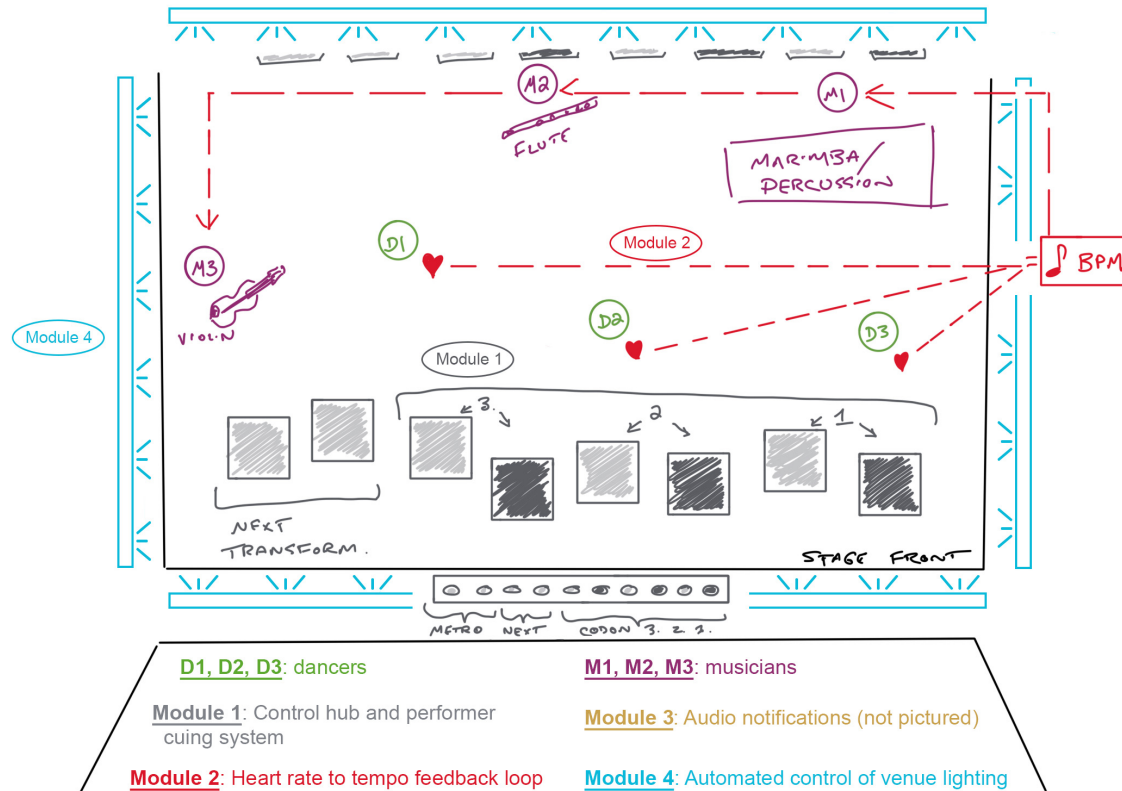 M2
M1
FLUTE
MARIMBA/
PERCUSSION
D1
Module 2
M3
BPM
VIOLIN
D2
D3
Module 4
Module 1
3.
2
1
NEXT
TRANSFORM.
STAGE FRONT
METRO NEXT CODON 3. 2. 1.
D1, D2, D3: dancers
M1, M2, M3: musicians
Module 1: Control hub and performer
cuing system
Module 3: Audio notifications (not pictured)
Module 2: Heart rate to tempo feedback loop
Module 4: Automated control of venue lighting